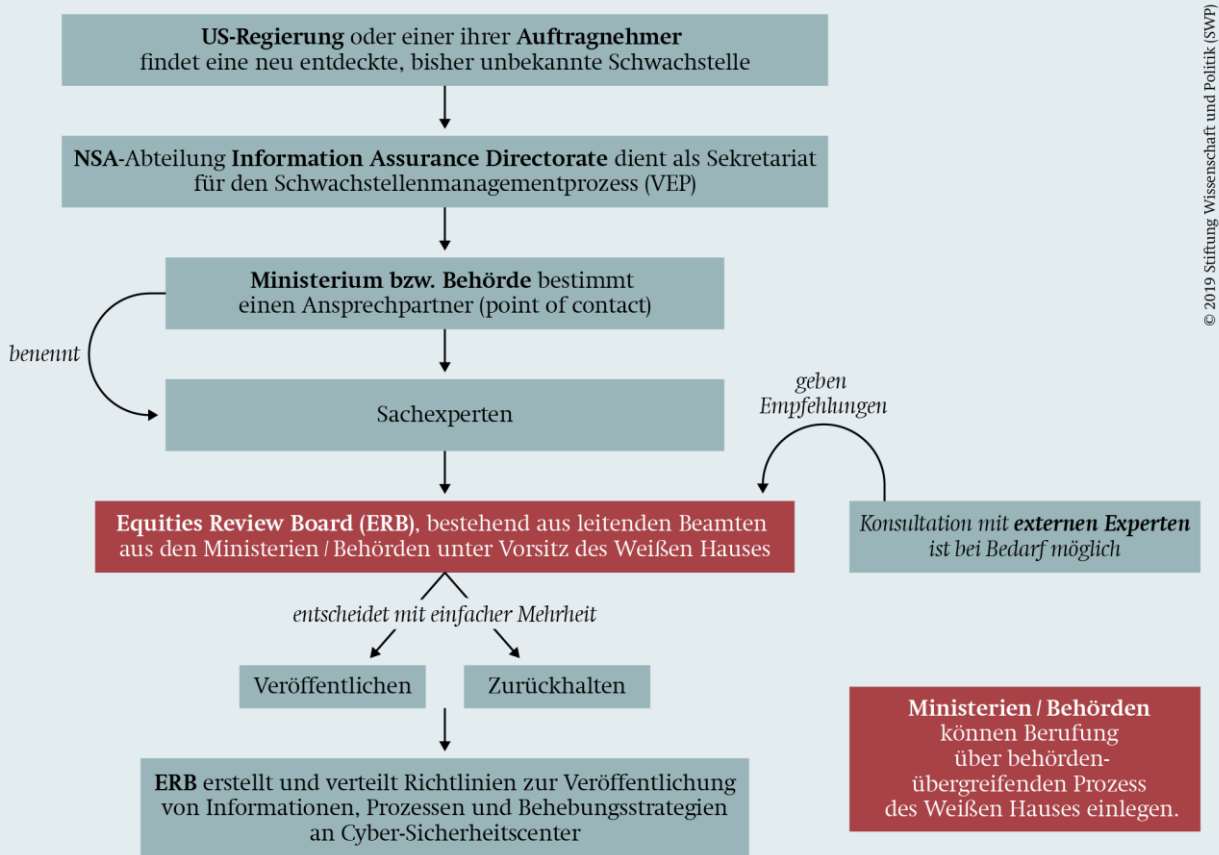 US-Regierung oder einer ihrer Auftragnehmer
findet eine neu entdeckte, bisher unbekannte Schwachstelle
NSA-Abteilung Information Assurance Directorate dient als Sekretariat
für den Schwachstellenmanagementprozess (VEP)
Ministerium bzw. Behörde bestimmt
einen Ansprechpartner (point of contact)
benennt
Sachexperten
geben
Empfehlungen
Equities Review Board (ERB), bestehend aus leitenden Beamten
aus den Ministerien / Behörden unter Vorsitz des Weißen Hauses
Konsultation mit externen Experten
ist bei Bedarf möglich
entscheidet mit einfacher Mehrheit
Veröffentlichen
Zurückhalten
ERB erstellt und verteilt Richtlinien zur Veröffentlichung
von Informationen, Prozessen und Behebungsstrategien
an Cyber-Sicherheitscenter
Ministerien / Behörden
können Berufung
über behörden-
übergreifenden Prozess
des Weißen Hauses einlegen.
© 2019 Stiftung Wissenschaft und Politik (SWP)